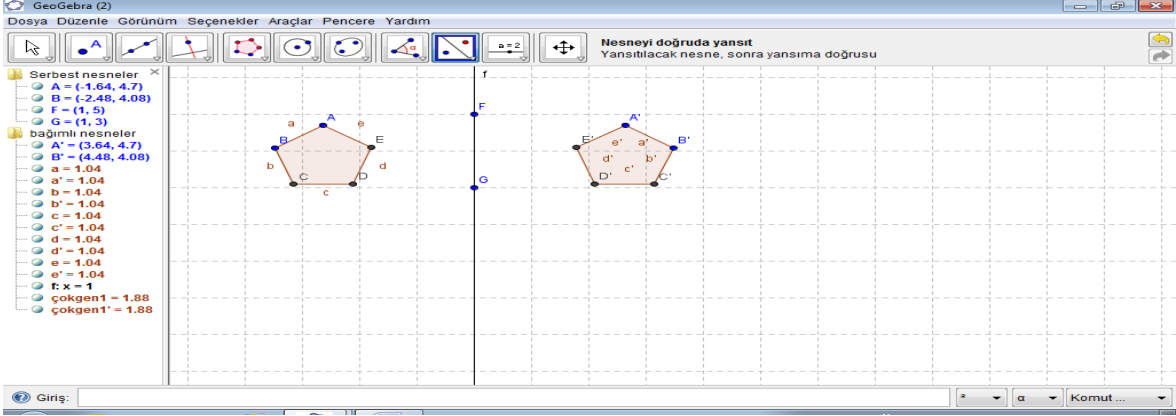 GeoGebra (2)
Dosya Düzenle Görünüm Seçenekler Araçlar Pencere Yardım
A α a = 2 Nesneyi doğruda yansıt
Yansıtılacak nesne, sonra yansıma doğrusu
Serbest nesneler
A = (-1.64, 4.7)
B = (-2.48, 4.08)
F = (1, 5)
G = (1, 3)
bağımlı nesneler
A' = (3.64, 4.7)
B' = (4.48, 4.08)
a = 1.04
a' = 1.04
b = 1.04
b' = 1.04
c = 1.04
c' = 1.04
d = 1.04
d' = 1.04
e = 1.04
e' = 1.04
f: x = 1
çokgen1 = 1.88
çokgen1' = 1.88
f
F
a A e A'
B E E' e' a' B'
b d d' b'
C D c' D' C'
G
c
Giriş: ² α Komut ...